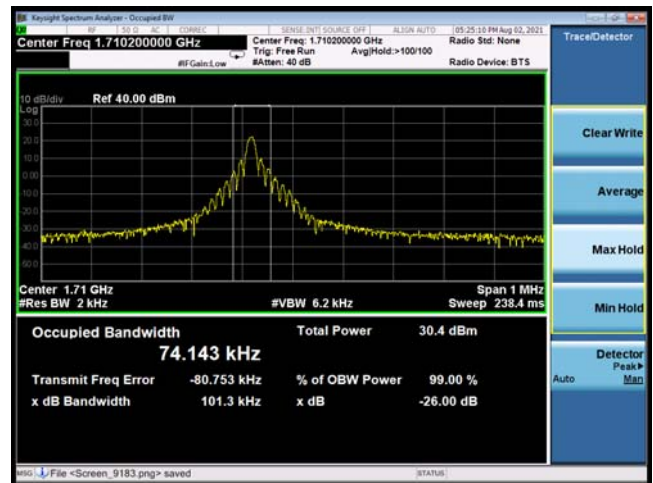 Keysight Spectrum Analyzer - Occupied BW
RF 50 Ω AC CORREC SENSE:INT SOURCE OFF ALIGN AUTO 05:25:10 PM Aug 02, 2021
Center Freq 1.710200000 GHz
Center Freq: 1.710200000 GHz
Radio Std: None
Trig: Free Run Avg|Hold:>100/100
#IFGain:Low #Atten: 40 dB Radio Device: BTS
Trace/Detector
10 dB/div Ref 40.00 dBm
Log
30.0
20.0
10.0
0.00
10.0
20.0
30.0
40.0
50.0
Center 1.71 GHz Span 1 MHz
#Res BW 2 kHz #VBW 6.2 kHz Sweep 238.4 ms
Occupied Bandwidth Total Power 30.4 dBm
74.143 kHz
Transmit Freq Error -80.753 kHz % of OBW Power 99.00 %
x dB Bandwidth 101.3 kHz x dB -26.00 dB
Clear Write
Average
Max Hold
Min Hold
Detector
Peak▶
Auto Man
MSG File <Screen_9183.png> saved STATUS